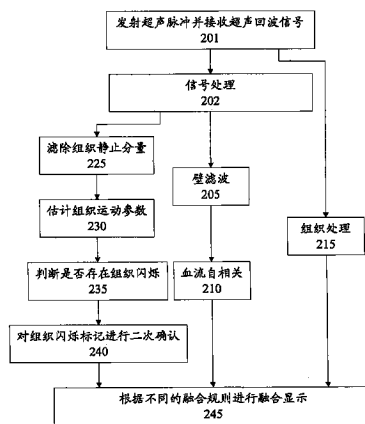 发射超声脉冲并接收超声回波信号
201
信号处理
202
滤除组织静止分量
225
壁滤波
205
估计组织运动参数
230
组织处理
215
判断是否存在组织闪烁
235
血流自相关
210
对组织闪烁标记进行二次确认
240
根据不同的融合规则进行融合显示
245